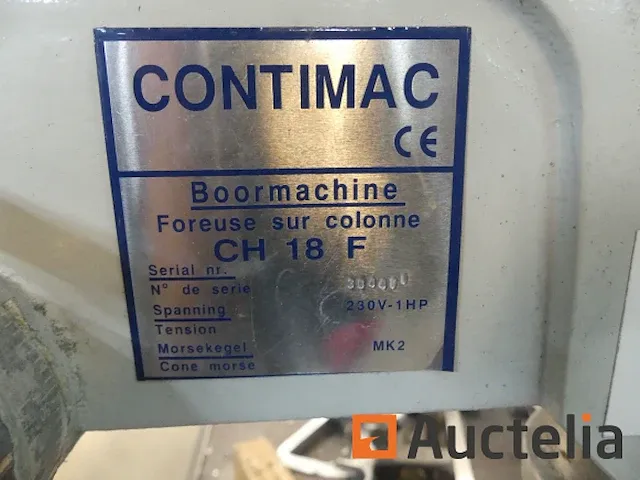 CONTIMAC
CE
Boormachine
Foreuse sur colonne
CH 18 F
Serial nr.
N° de serie
Spanning 230V-1HP
Tension
Morsekegel MK2
Cone morse
Auctelia